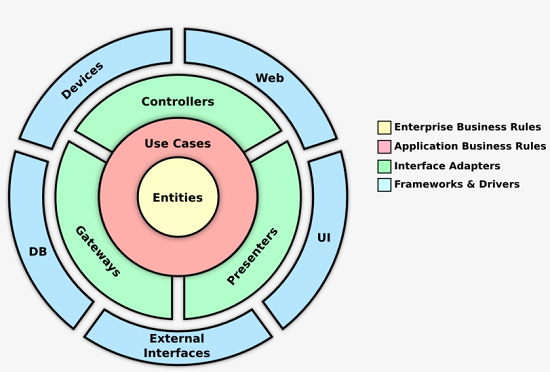 Devices
Web
Controllers
Use Cases
Entities
Gateways
Presenters
DB
UI
External
Interfaces
Enterprise Business Rules
Application Business Rules
Interface Adapters
Frameworks & Drivers